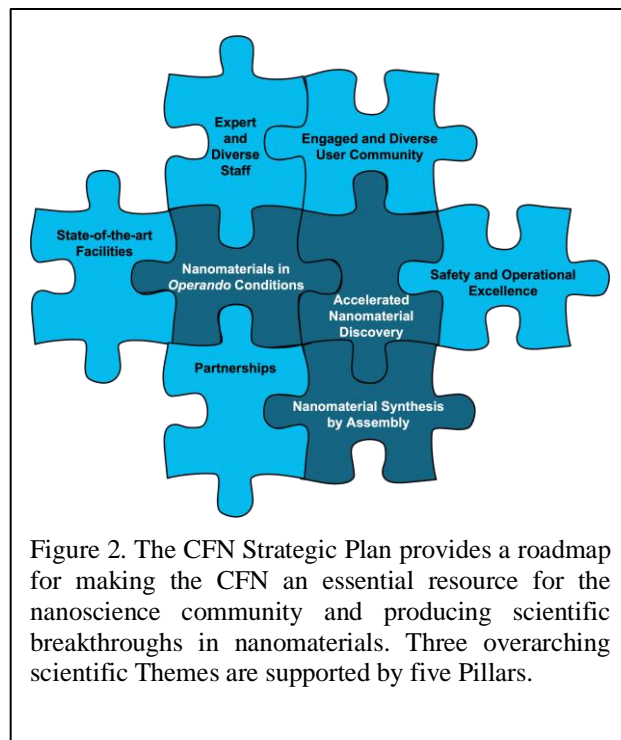 Expert
and
Diverse
Staff
Engaged and Diverse
User Community
State-of-the-art
Facilities
Nanomaterials in
Operando Conditions
Accelerated
Nanomaterial
Discovery
Safety and Operational
Excellence
Partnerships
Nanomaterial Synthesis
by Assembly
Figure 2. The CFN Strategic Plan provides a roadmap
for making the CFN an essential resource for the
nanoscience community and producing scientific
breakthroughs in nanomaterials. Three overarching
scientific Themes are supported by five Pillars.